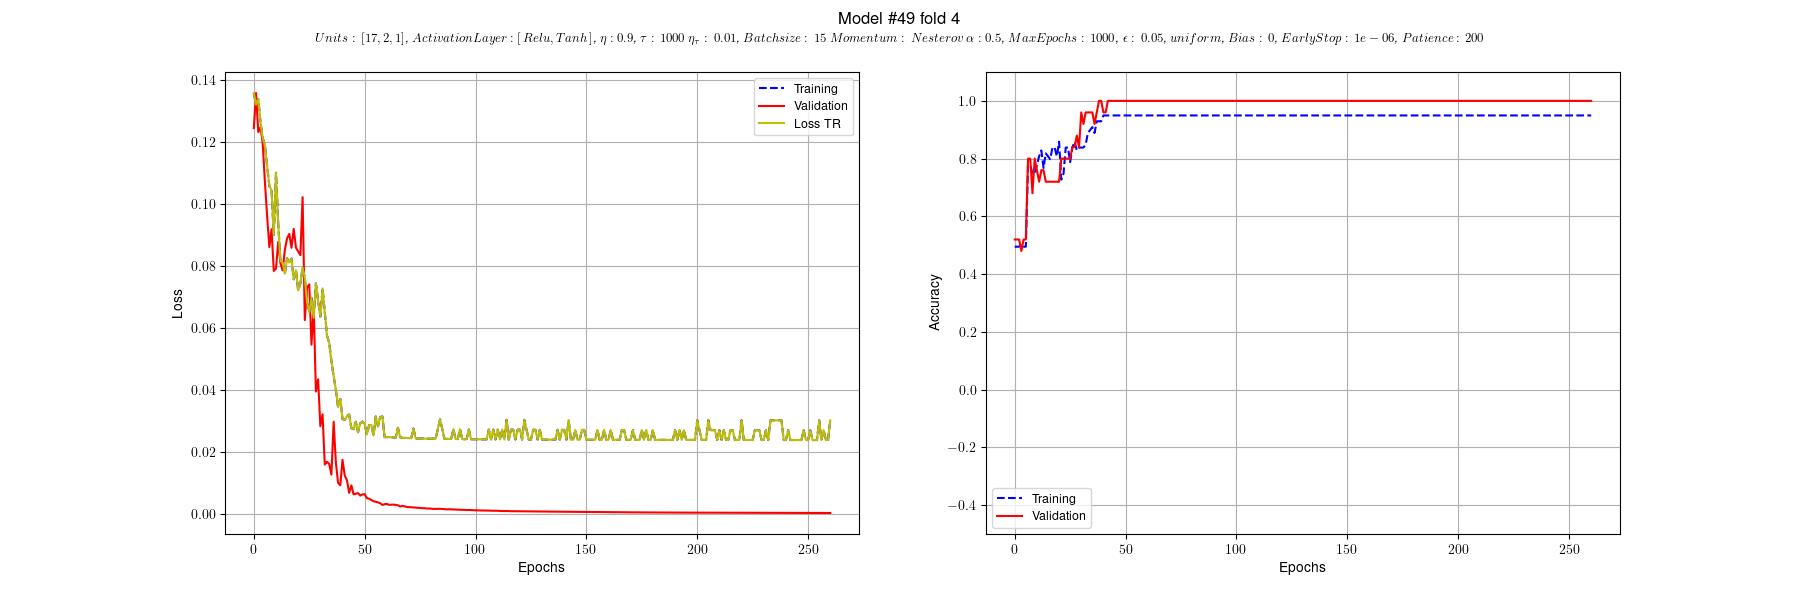 Model #49 fold 4
Units : [17, 2, 1], ActivationLayer : [ Relu, Tanh ], η : 0.9, τ : 1000 η_τ : 0.01, Batchsize : 15 Momentum : Nesterov α : 0.5, MaxEpochs : 1000, ϵ : 0.05, uniform, Bias : 0, EarlyStop : 1e − 06, Patience : 200
Loss
0.14
0.12
0.10
0.08
0.06
0.04
0.02
0.00
Training
Validation
Loss TR
0 50 100 150 200 250
Epochs
Accuracy
1.0
0.8
0.6
0.4
0.2
0.0
−0.2
−0.4
Training
Validation
0 50 100 150 200 250
Epochs